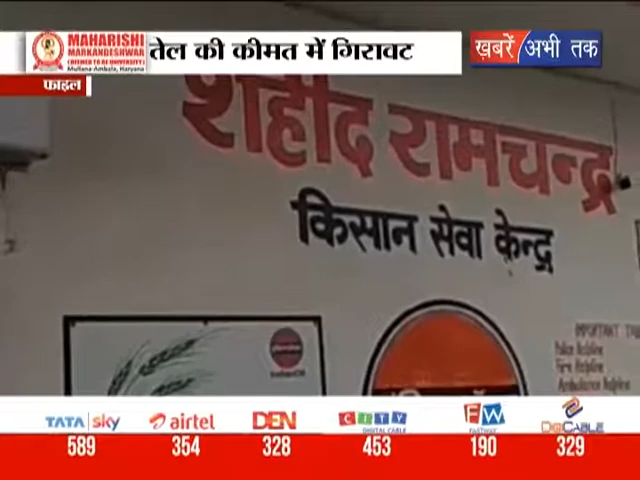 MAHARISHI
MARKANDESHWAR
(DEEMED TO BE UNIVERSITY)
Mullana-Ambala, Haryana
तेल की कीमत में गिरावट
ख़बरें अभी तक
फाइल
शहीद रामचन्द्र
किसान सेवा केन्द्र
IndianOil
IMPORTANT
Police Helpline
Fire Helpline
Ambulance Helpline
TATA sky airtel DEN CITY FW DIGICABLE
DIGITAL CABLE FASTWAY
589 354 328 453 190 329